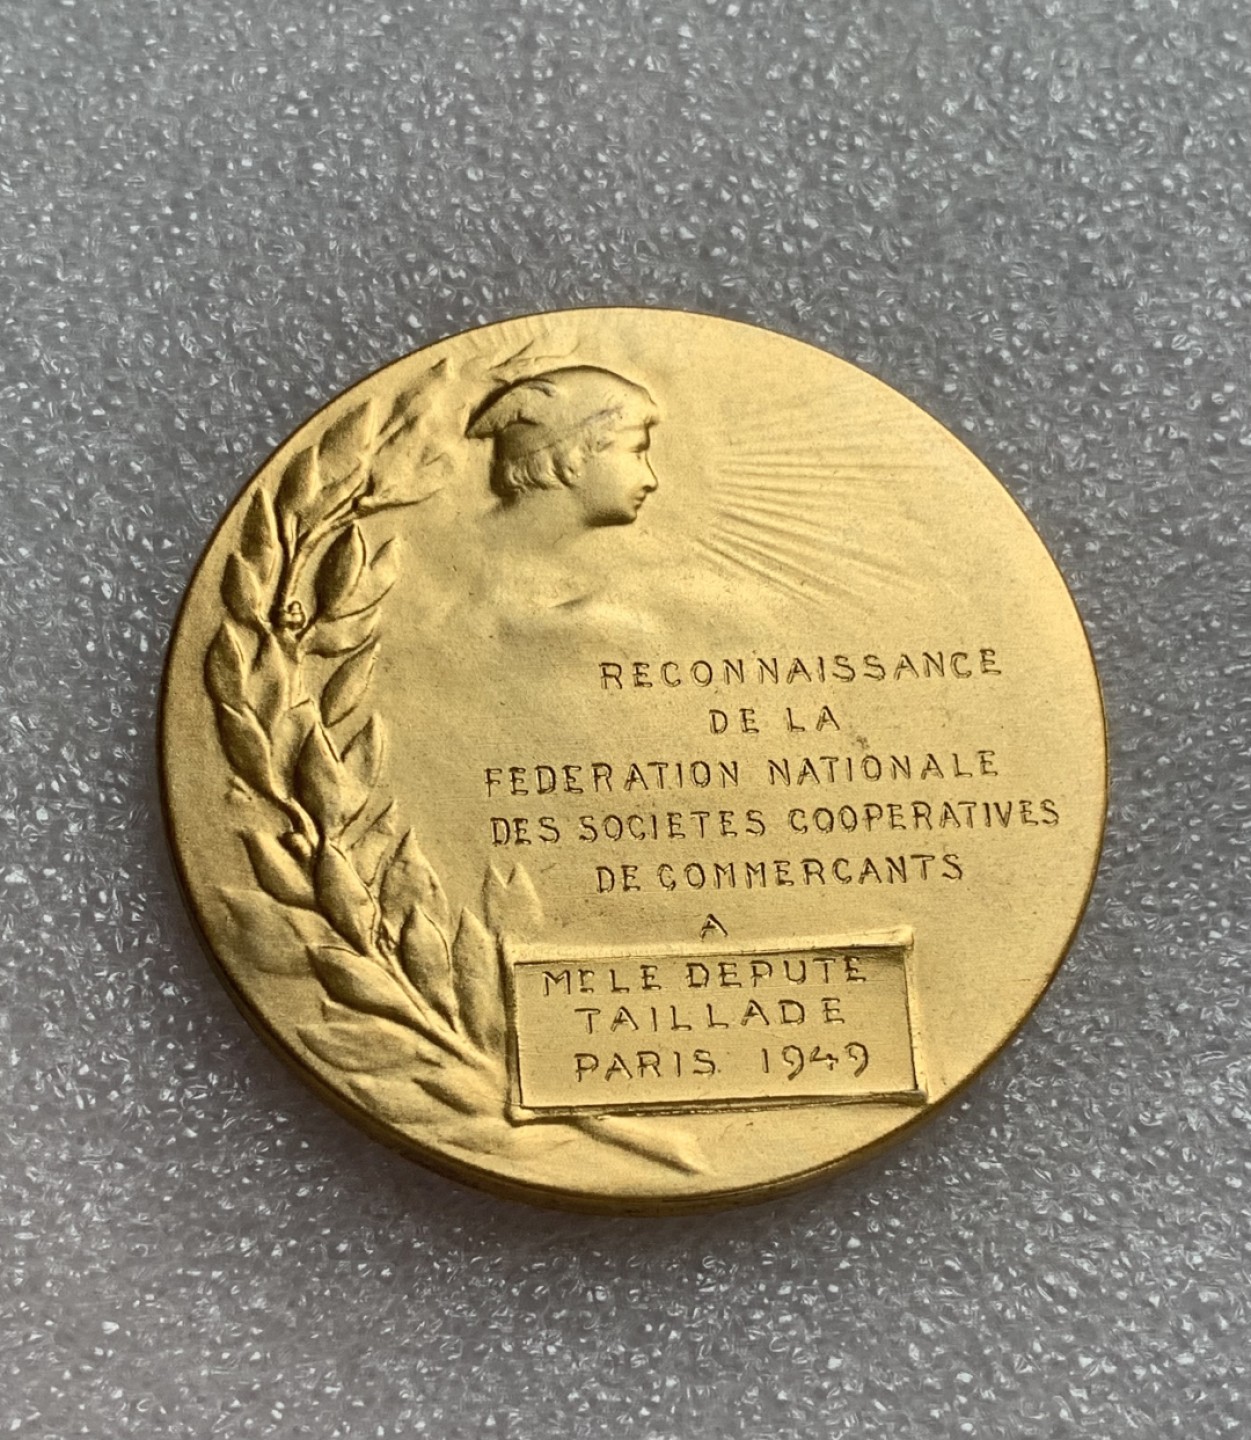 RECONNAISSANCE
DE LA
FEDERATION NATIONALE
DES SOCIETES COOPERATIVES
DE COMMERCANTS
A
MR LE DEPUTE
TAILLADE
PARIS 1949